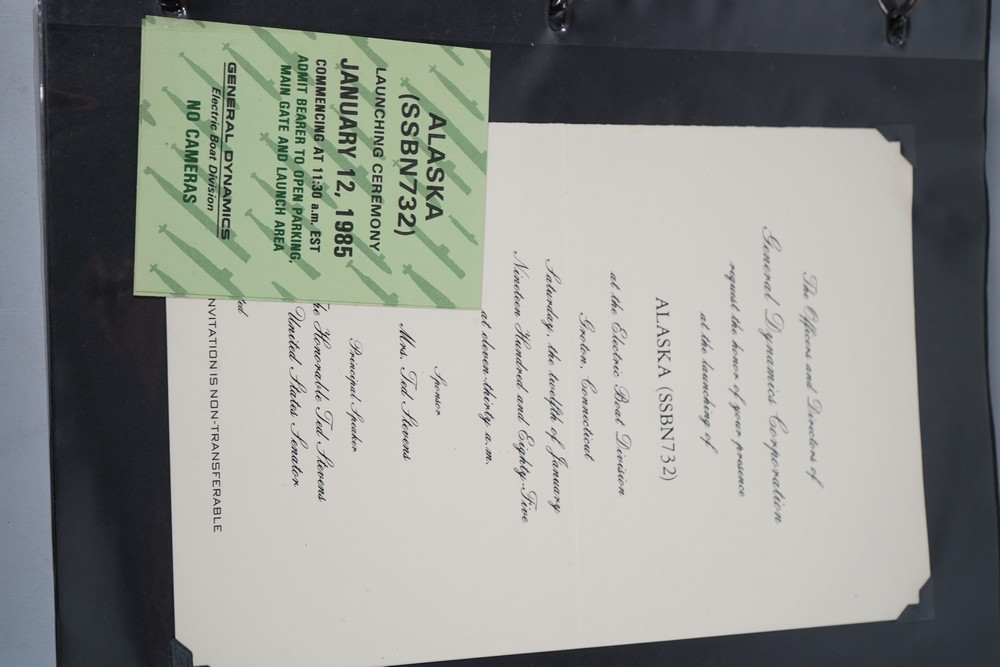 The Officers and Directors of
General Dynamics Corporation
request the honor of your presence
at the launching of
ALASKA (SSBN732)
at the Electric Boat Division
Groton, Connecticut
Saturday, the twelfth of January
Nineteen Hundred and Eighty-Five
at eleven-thirty a.m.
Sponsor
Mrs. Ted Stevens
Principal Speaker
he Honorable Ted Stevens
United States Senator
NVITATION IS NON-TRANSFERABLE
ALASKA
(SSBN732)
LAUNCHING CEREMONY
JANUARY 12, 1985
COMMENCING AT 11:30 a.m. EST
ADMIT BEARER TO OPEN PARKING,
MAIN GATE AND LAUNCH AREA
GENERAL DYNAMICS
Electric Boat Division
NO CAMERAS